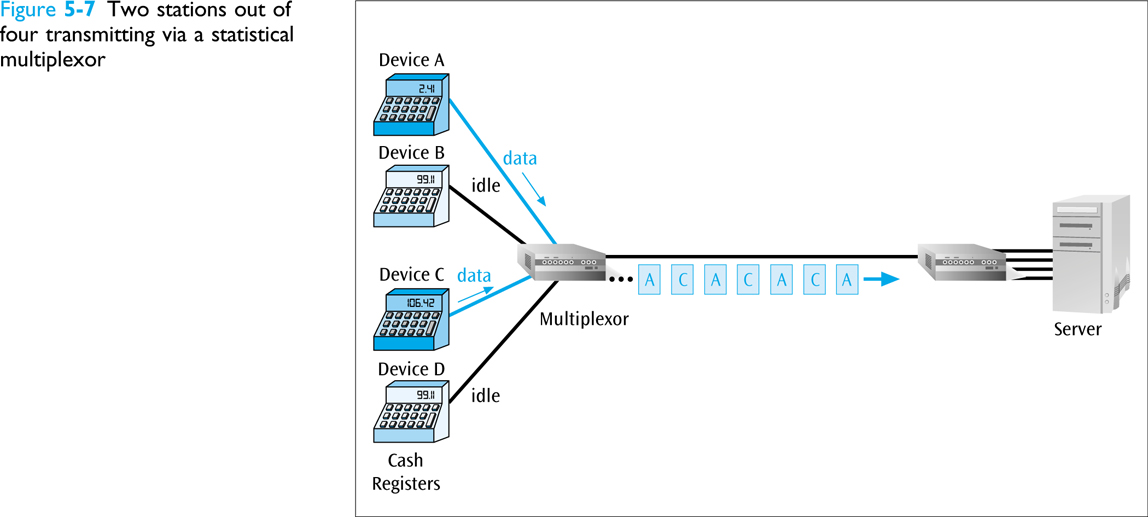 Figure 5-7 Two stations out of
four transmitting via a statistical
multiplexor
Device A
2.41
data
Device B
99.11
idle
Device C
data
106.42
Multiplexor
A C A C A C A
Server
Device D
99.11
idle
Cash
Registers